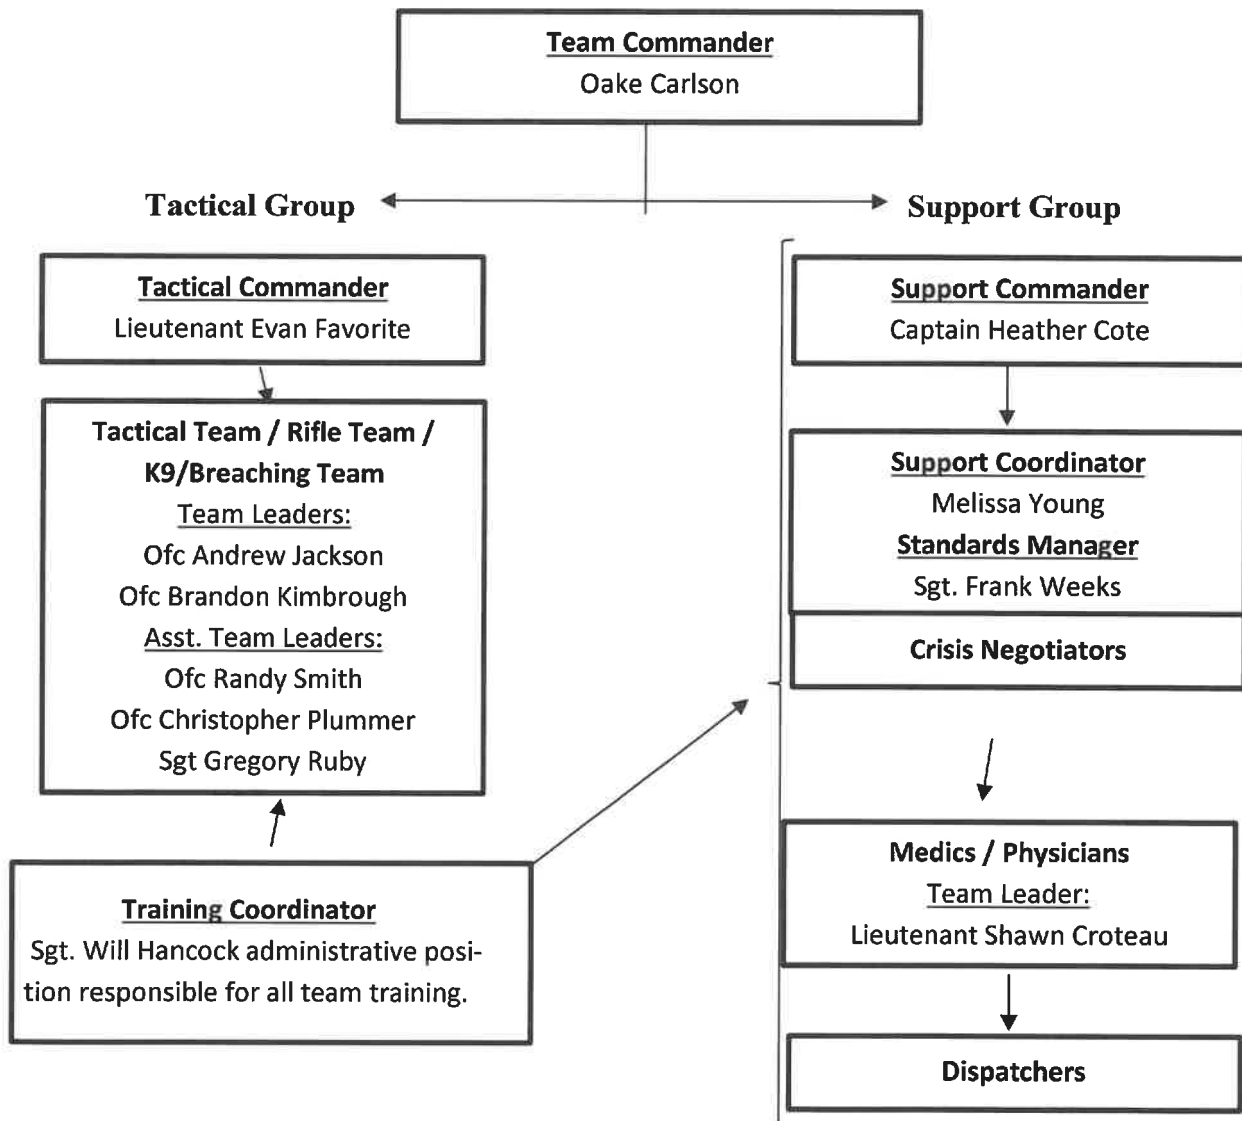 Team Commander
Oake Carlson
Tactical Group
Support Group
Tactical Commander
Lieutenant Evan Favorite
Tactical Team / Rifle Team /
K9/Breaching Team
Team Leaders:
Ofc Andrew Jackson
Ofc Brandon Kimbrough
Asst. Team Leaders:
Ofc Randy Smith
Ofc Christopher Plummer
Sgt Gregory Ruby
Training Coordinator
Sgt. Will Hancock administrative posi-
tion responsible for all team training.
Support Commander
Captain Heather Cote
Support Coordinator
Melissa Young
Standards Manager
Sgt. Frank Weeks
Crisis Negotiators
Medics / Physicians
Team Leader:
Lieutenant Shawn Croteau
Dispatchers